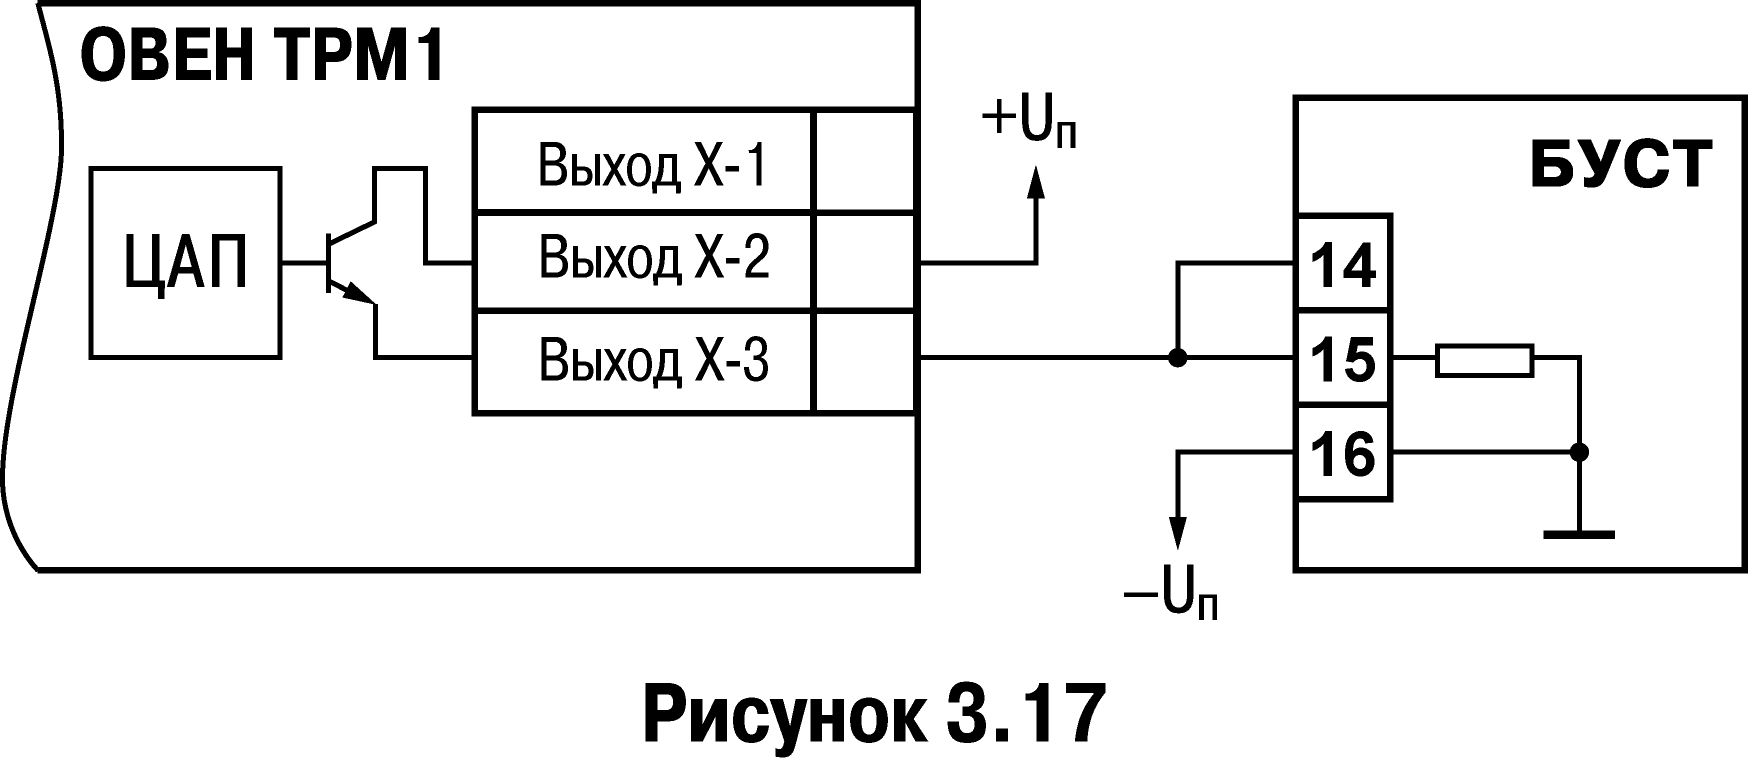 ОВЕН ТРМ1
+Uп
БУСТ
Выход Х-1
ЦАП
Выход Х-2
14
Выход Х-3
15
16
–Uп
Рисунок 3.17